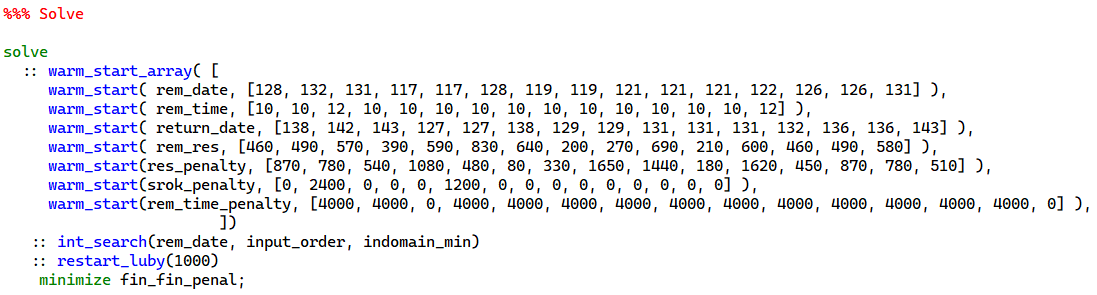 %%% Solve
solve
:: warm_start_array( [
warm_start( rem_date, [128, 132, 131, 117, 117, 128, 119, 119, 121, 121, 121, 122, 126, 126, 131] ),
warm_start( rem_time, [10, 10, 12, 10, 10, 10, 10, 10, 10, 10, 10, 10, 10, 10, 12] ),
warm_start( return_date, [138, 142, 143, 127, 127, 138, 129, 129, 131, 131, 131, 132, 136, 136, 143] ),
warm_start( rem_res, [460, 490, 570, 390, 590, 830, 640, 200, 270, 690, 210, 600, 460, 490, 580] ),
warm_start(res_penalty, [870, 780, 540, 1080, 480, 80, 330, 1650, 1440, 180, 1620, 450, 870, 780, 510] ),
warm_start(srok_penalty, [0, 2400, 0, 0, 0, 1200, 0, 0, 0, 0, 0, 0, 0, 0, 0] ),
warm_start(rem_time_penalty, [4000, 4000, 0, 4000, 4000, 4000, 4000, 4000, 4000, 4000, 4000, 4000, 4000, 4000, 0] ),
])
:: int_search(rem_date, input_order, indomain_min)
:: restart_luby(1000)
minimize fin_fin_penal;